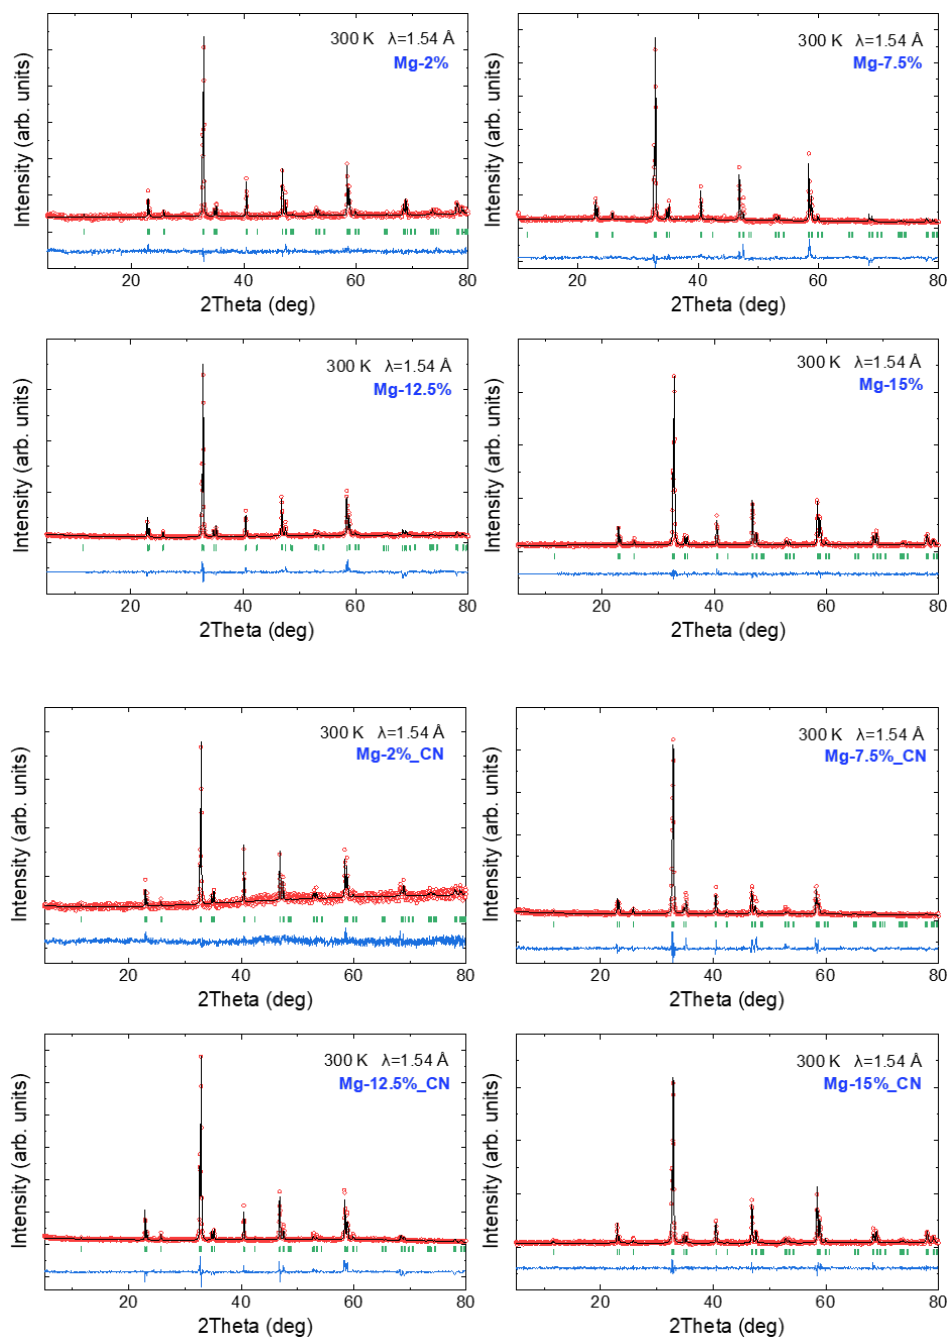 300 K λ=1.54 Å
Mg-2%
Intensity (arb. units)
20 40 60 80
2Theta (deg)
300 K λ=1.54 Å
Mg-7.5%
Intensity (arb. units)
20 40 60 80
2Theta (deg)
300 K λ=1.54 Å
Mg-12.5%
Intensity (arb. units)
20 40 60 80
2Theta (deg)
300 K λ=1.54 Å
Mg-15%
Intensity (arb. units)
20 40 60 80
2Theta (deg)
300 K λ=1.54 Å
Mg-2%_CN
Intensity (arb. units)
20 40 60 80
2Theta (deg)
300 K λ=1.54 Å
Mg-7.5%_CN
Intensity (arb. units)
20 40 60 80
2Theta (deg)
300 K λ=1.54 Å
Mg-12.5%_CN
Intensity (arb. units)
20 40 60 80
2Theta (deg)
300 K λ=1.54 Å
Mg-15%_CN
Intensity (arb. units)
20 40 60 80
2Theta (deg)